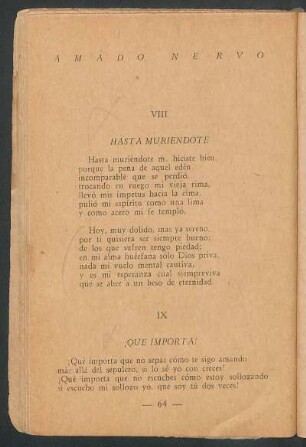 AMADO NERVO
VIII
HASTA MURIENDOTE
Hasta muriendote m. hiciste bien
porque la pena de aquel edén
incomparable que se perdió
trocando en ruego mi vieja rima,
llevó mis ímpetus hacia la cima,
pulió mi espíritu como una lima
y como acero mi fe templó.
Hoy, muy dolido, mas ya sereno,
por ti quisiera ser siempre bueno;
de los que sufren tengo piedad;
en mi alma huérfana sólo Dios priva,
nada mi vuelo mental cautiva,
y es mi esperanza cual siempreviva
que se abre a un beso de eternidad.
IX
¡QUE IMPORTA!
¡Qué importa que no sepas cómo te sigo amando
más allá del sepulcro, si lo sé yo con creces!
¡Qué importa que no escuches cómo estoy sollozando
si escucho mi sollozo yo, que soy tú dos veces!
— 64 —